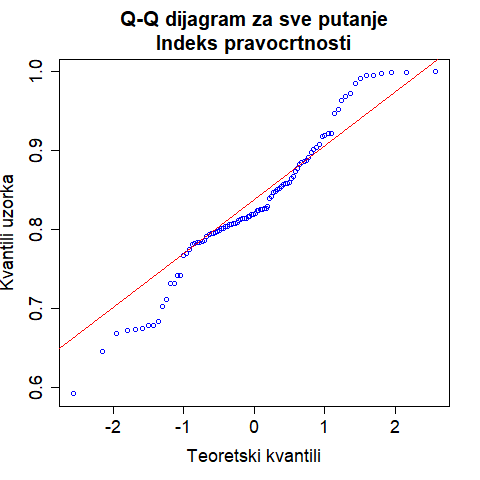 Q-Q dijagram za sve putanje
Indeks pravocrtnosti
Kvantili uzorka
1.0
0.9
0.8
0.7
0.6
-2
-1
0
1
2
Teoretski kvantili